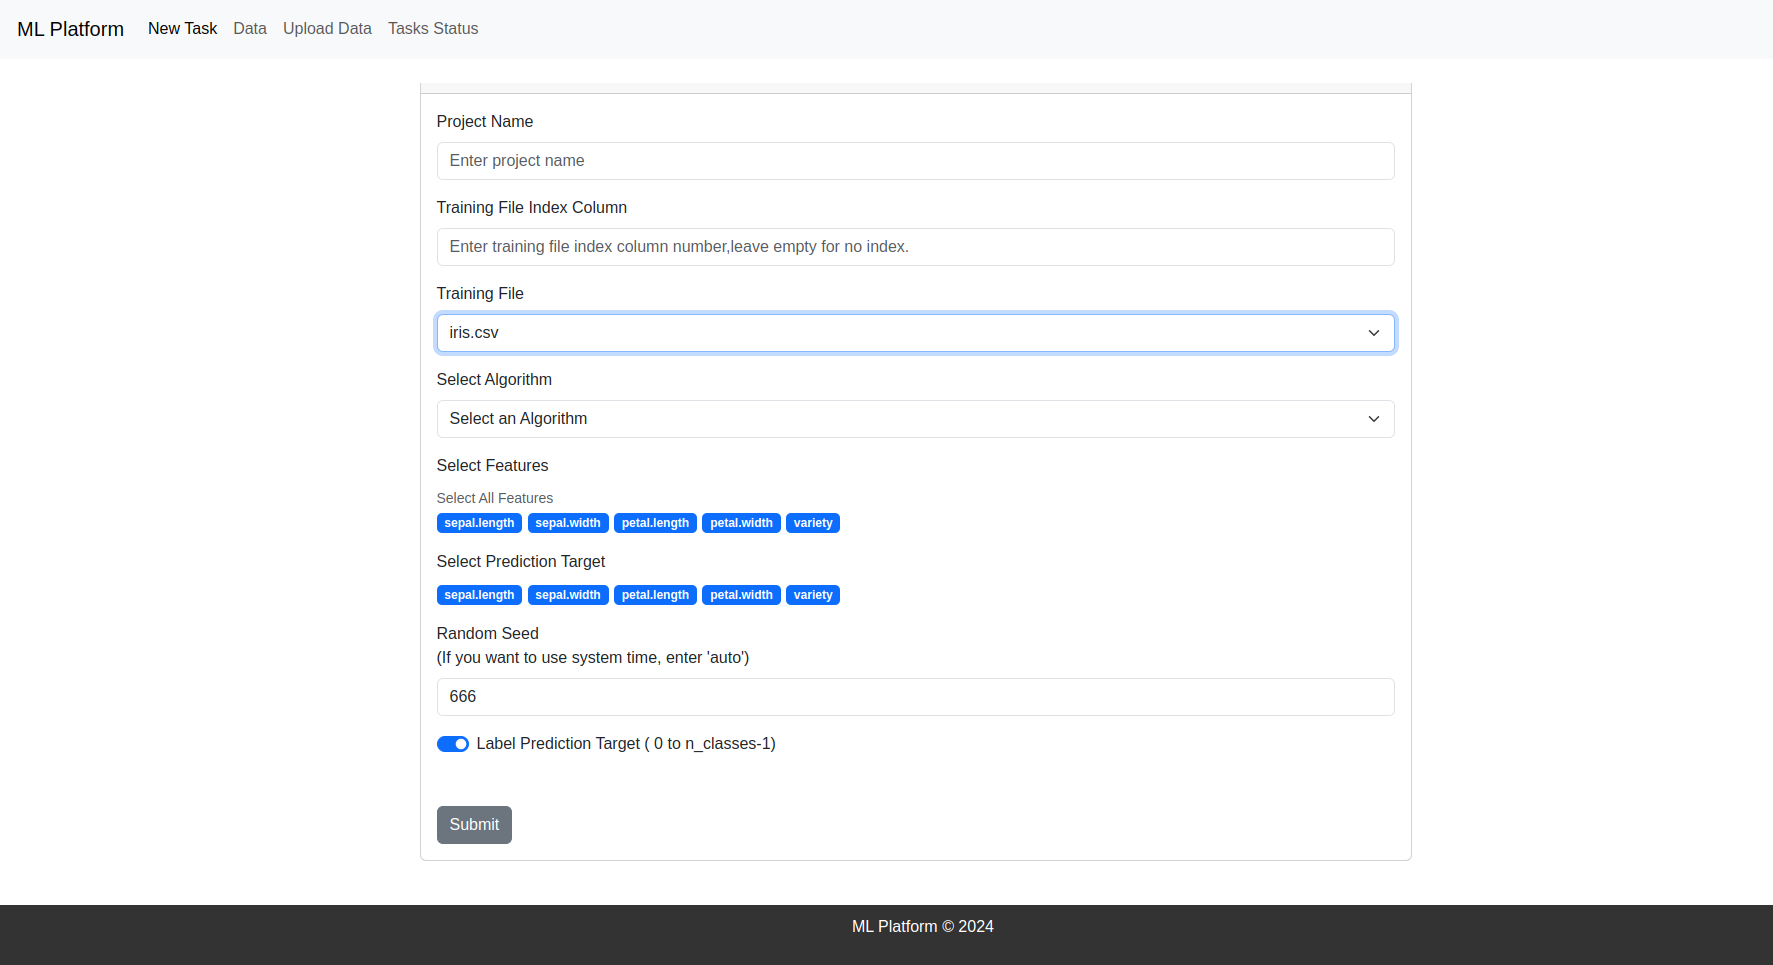 ML Platform New Task Data Upload Data Tasks Status
Project Name
Enter project name
Training File Index Column
Enter training file index column number,leave empty for no index.
Training File
iris.csv
Select Algorithm
Select an Algorithm
Select Features
Select All Features
sepal.length sepal.width petal.length petal.width variety
Select Prediction Target
sepal.length sepal.width petal.length petal.width variety
Random Seed
(If you want to use system time, enter 'auto')
666
Label Prediction Target ( 0 to n_classes-1)
Submit
ML Platform © 2024